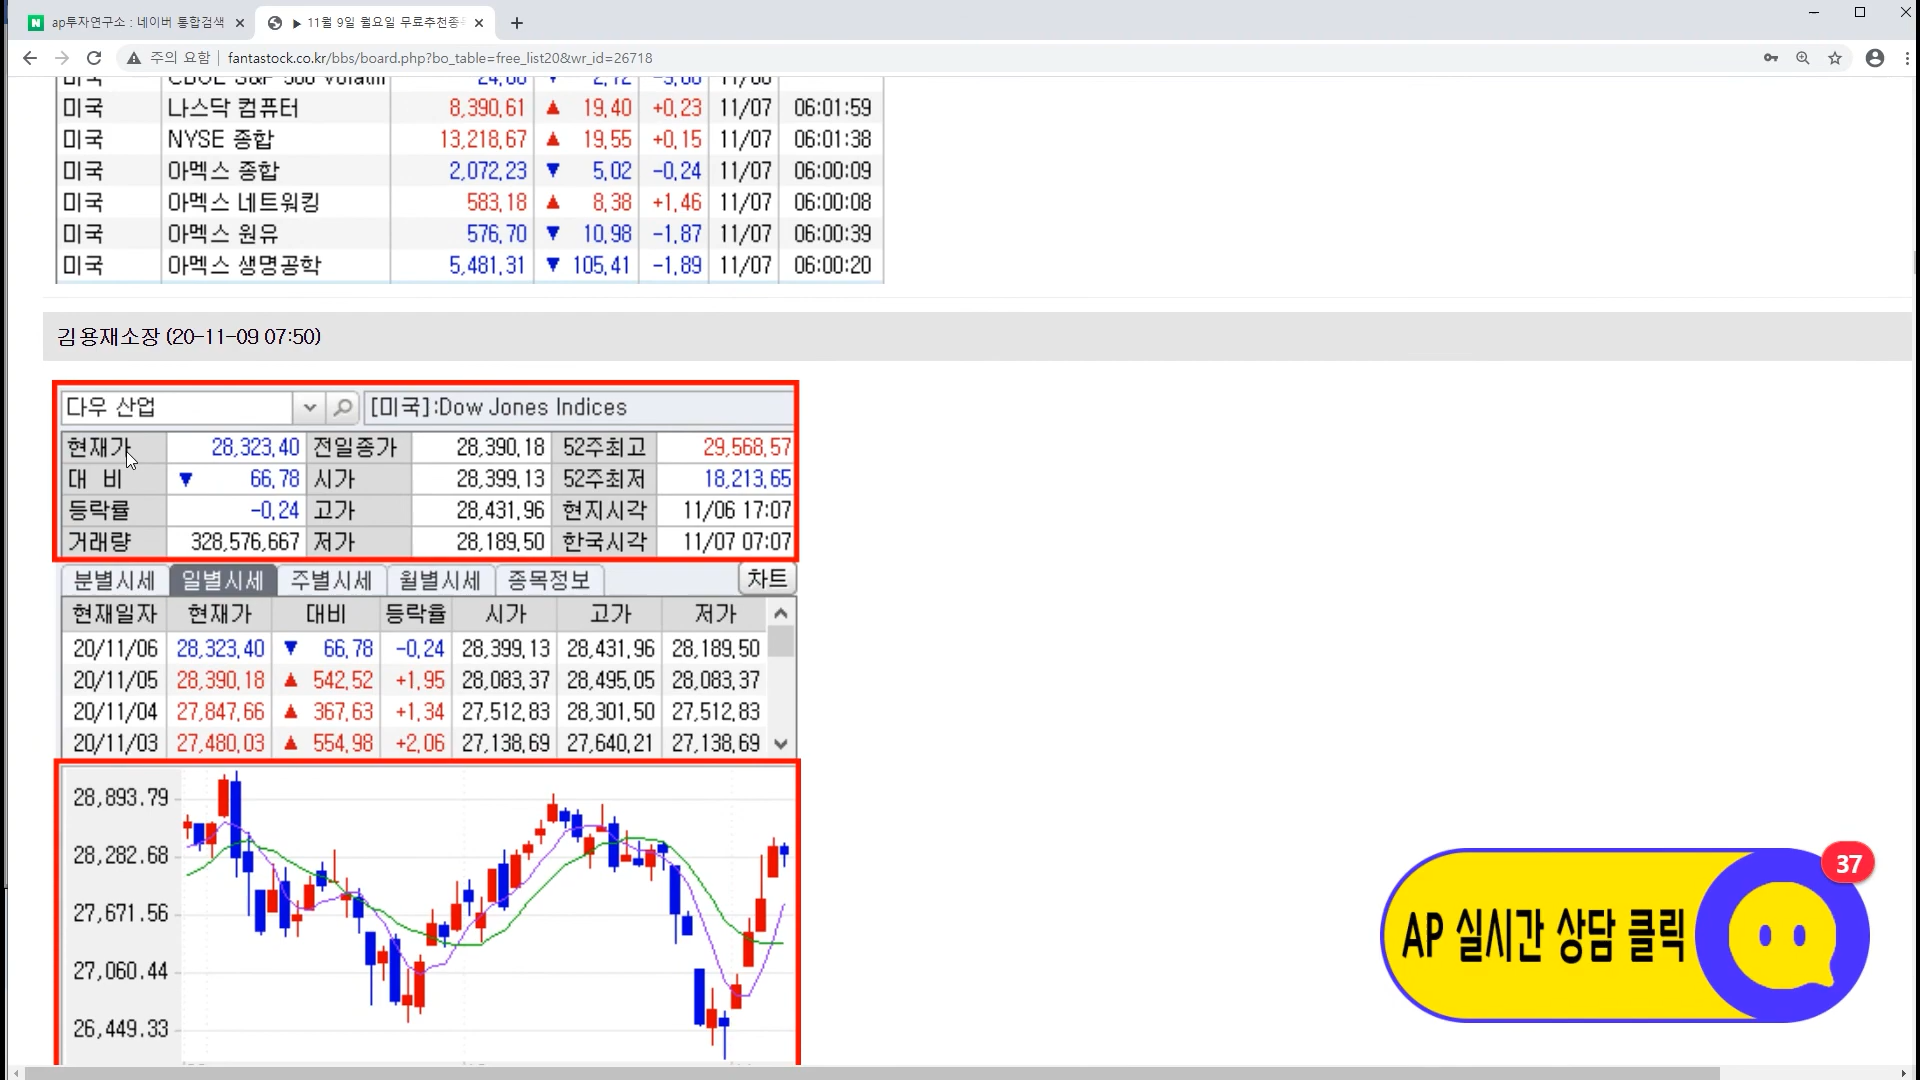 ap투자연구소 : 네이버 통합검색
▶ 11월 9일 월요일 무료추천종
주의 요함 fantastock.co.kr/bbs/board.php?bo_table=free_list20&wr_id=26718
미국 CBOE S&P 500 Volatil 24,86 ▼ 11/06
미국 나스닥 컴퓨터 8,390,61 ▲ 19,40 +0,23 11/07 06:01:59
미국 NYSE 종합 13,218,67 ▲ 19,55 +0,15 11/07 06:01:38
미국 아멕스 종합 2,072,23 ▼ 5,02 -0,24 11/07 06:00:09
미국 아멕스 네트워킹 583,18 ▲ 8,38 +1,46 11/07 06:00:08
미국 아멕스 원유 576,70 ▼ 10,98 -1,87 11/07 06:00:39
미국 아멕스 생명공학 5,481,31 ▼ 105,41 -1,89 11/07 06:00:20
김용재소장 (20-11-09 07:50)
다우 산업 [미국]:Dow Jones Indices
현재가 28,323,40 전일종가 28,390,18 52주최고 29,568,57
대 비 ▼ 66,78 시가 28,399,13 52주최저 18,213,65
등락률 -0,24 고가 28,431,96 현지시각 11/06 17:07
거래량 328,576,667 저가 28,189,50 한국시각 11/07 07:07
분별시세 일별시세 주별시세 월별시세 종목정보 차트
현재일자 현재가 대비 등락율 시가 고가 저가
20/11/06 28,323,40 ▼ 66,78 -0,24 28,399,13 28,431,96 28,189,50
20/11/05 28,390,18 ▲ 542,52 +1,95 28,083,37 28,495,05 28,083,37
20/11/04 27,847,66 ▲ 367,63 +1,34 27,512,83 28,301,50 27,512,83
20/11/03 27,480,03 ▲ 554,98 +2,06 27,138,69 27,640,21 27,138,69
28,893.79
28,282.68
27,671.56
27,060.44
26,449.33
37
AP 실시간 상담 클릭